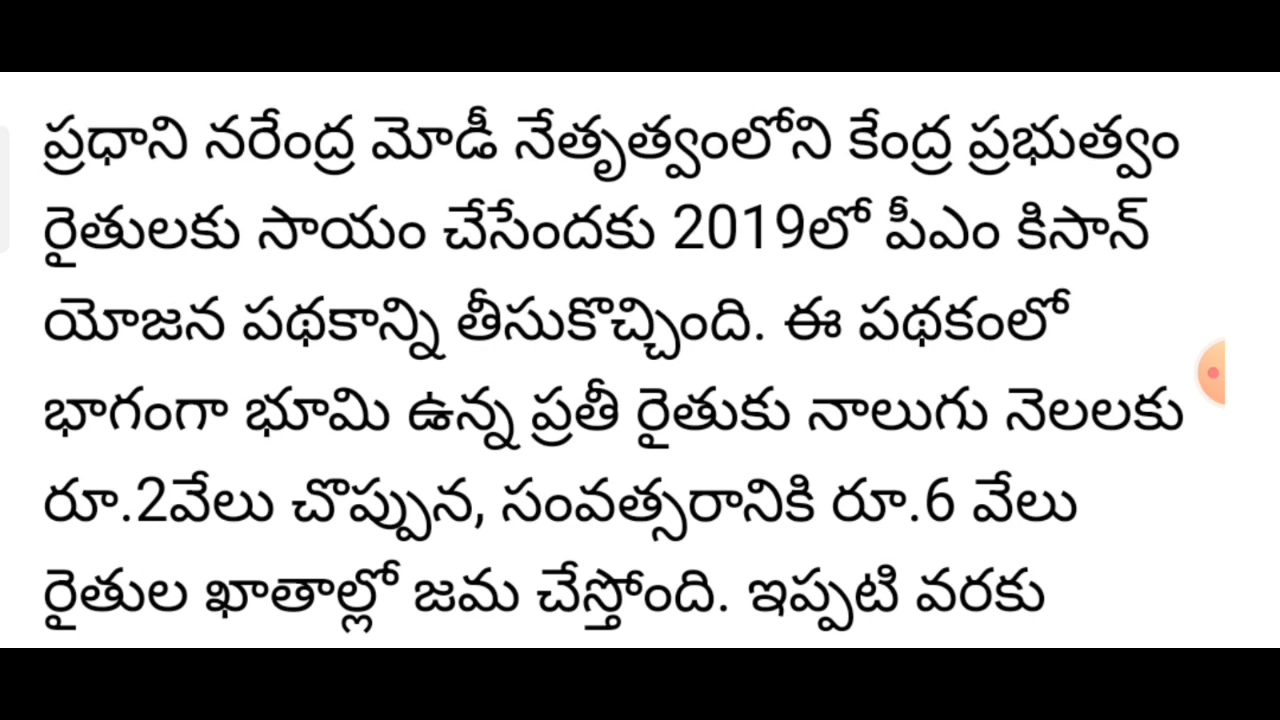 ప్రధాని నరేంద్ర మోడీ నేతృత్వంలోని కేంద్ర ప్రభుత్వం
రైతులకు సాయం చేసేందకు 2019లో పీఎం కిసాన్
యోజన పథకాన్ని తీసుకొచ్చింది. ఈ పథకంలో
భాగంగా భూమి ఉన్న ప్రతీ రైతుకు నాలుగు నెలలకు
రూ.2వేలు చొప్పున, సంవత్సరానికి రూ.6 వేలు
రైతుల ఖాతాల్లో జమ చేస్తోంది. ఇప్పటి వరకు